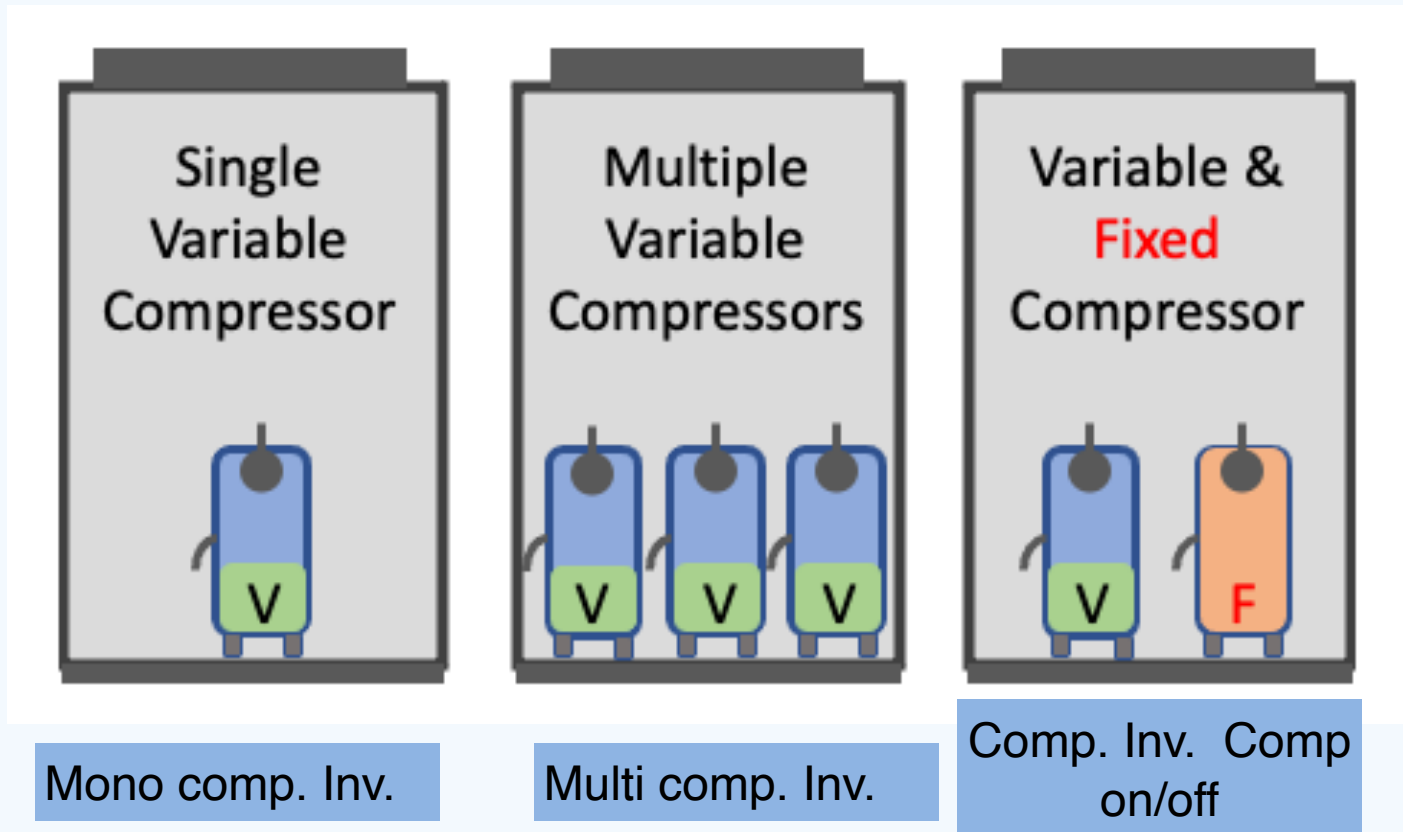 Single
Variable
Compressor
V
Mono comp. Inv.
Multiple
Variable
Compressors
V V V
Multi comp. Inv.
Variable &
Fixed
Compressor
V F
Comp. Inv. Comp
on/off